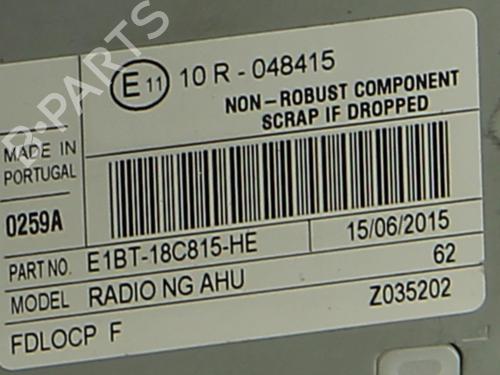 E 11 10 R - 048415
NON-ROBUST COMPONENT
SCRAP IF DROPPED
MADE IN
PORTUGAL
0259A
PART NO. E1BT-18C815-HE 15/06/2015
MODEL RADIO NG AHU 62
FDLOCP F Z035202
B-PARTS